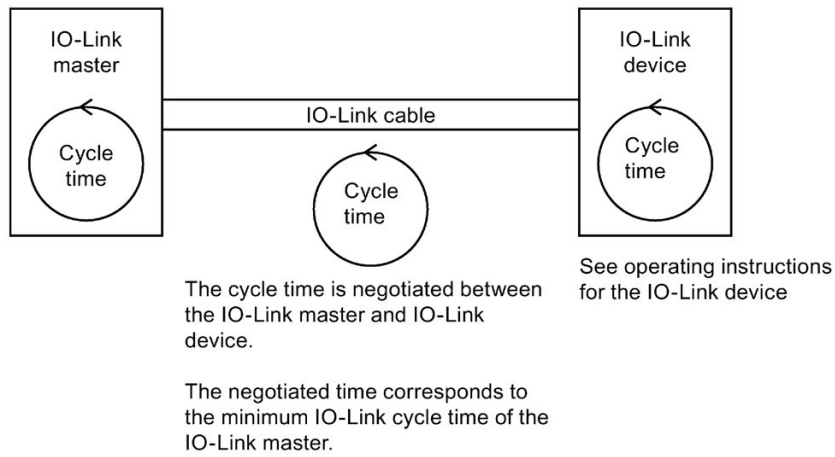 IO-Link
master
Cycle
time
IO-Link cable
Cycle
time
The cycle time is negotiated between
the IO-Link master and IO-Link
device.
The negotiated time corresponds to
the minimum IO-Link cycle time of the
IO-Link master.
IO-Link
device
Cycle
time
See operating instructions
for the IO-Link device